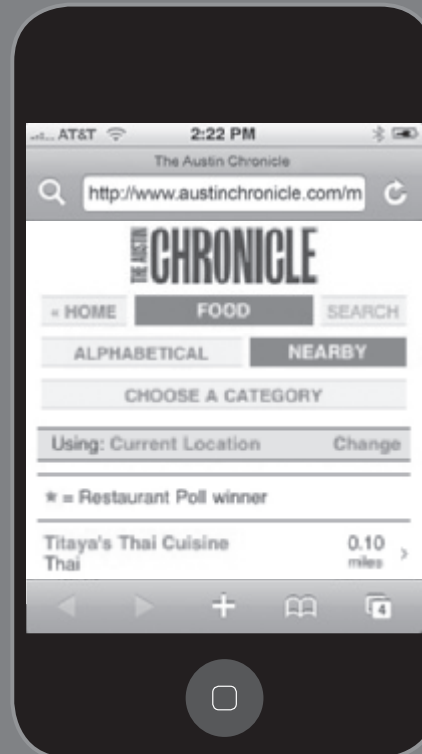 AT&T 2:22 PM
The Austin Chronicle
http://www.austinchronicle.com/m
THE AUSTIN CHRONICLE
« HOME FOOD SEARCH
ALPHABETICAL NEARBY
CHOOSE A CATEGORY
Using: Current Location Change
* = Restaurant Poll winner
Titaya's Thai Cuisine 0.10
Thai miles
4